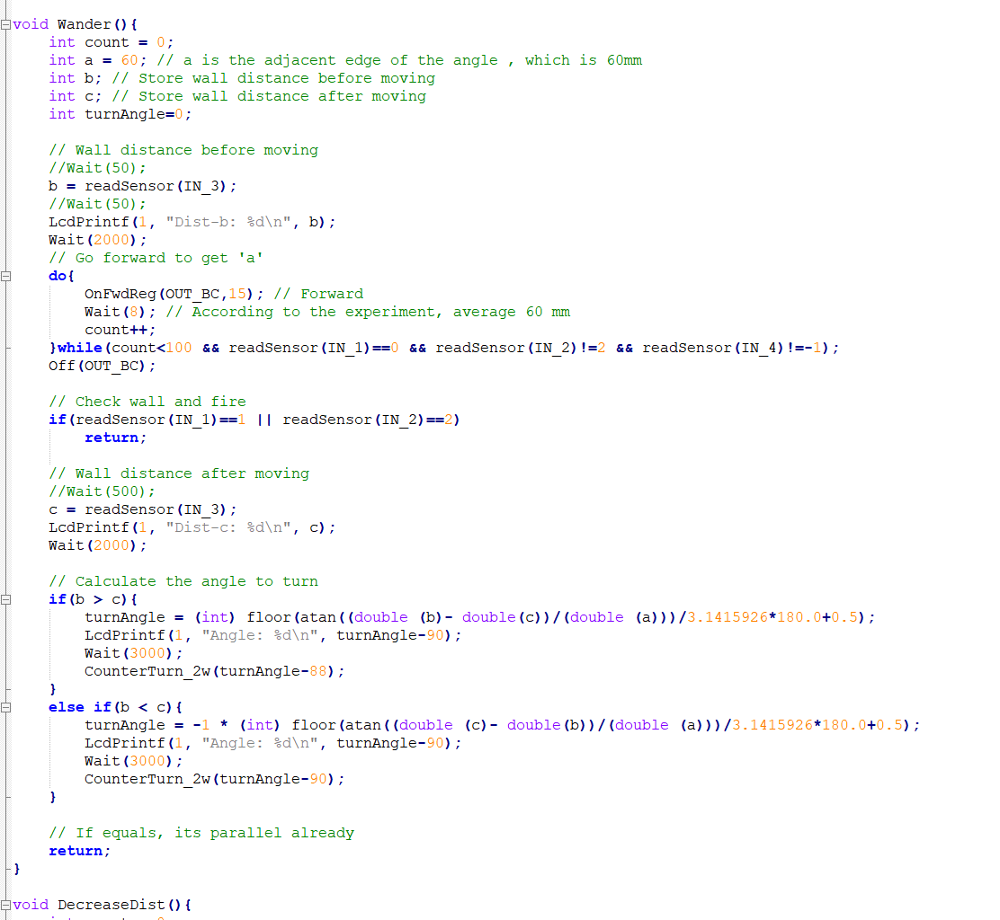 void Wander(){
    int count = 0;
    int a = 60; // a is the adjacent edge of the angle , which is 60mm
    int b; // Store wall distance before moving
    int c; // Store wall distance after moving
    int turnAngle=0;

    // Wall distance before moving
    //Wait(50);
    b = readSensor(IN_3);
    //Wait(50);
    LcdPrintf(1, "Dist-b: %d\n", b);
    Wait(2000);
    // Go forward to get 'a'
    do{
        OnFwdReg(OUT_BC,15); // Forward
        Wait(8); // According to the experiment, average 60 mm
        count++;
    }while(count<100 && readSensor(IN_1)==0 && readSensor(IN_2)!=2 && readSensor(IN_4)!=-1);
    Off(OUT_BC);

    // Check wall and fire
    if(readSensor(IN_1)==1 || readSensor(IN_2)==2)
        return;

    // Wall distance after moving
    //Wait(500);
    c = readSensor(IN_3);
    LcdPrintf(1, "Dist-c: %d\n", c);
    Wait(2000);

    // Calculate the angle to turn
    if(b > c){
        turnAngle = (int) floor(atan((double (b)- double(c))/(double (a)))/3.1415926*180.0+0.5);
        LcdPrintf(1, "Angle: %d\n", turnAngle-90);
        Wait(3000);
        CounterTurn_2w(turnAngle-88);
    }
    else if(b < c){
        turnAngle = -1 * (int) floor(atan((double (c)- double(b))/(double (a)))/3.1415926*180.0+0.5);
        LcdPrintf(1, "Angle: %d\n", turnAngle-90);
        Wait(3000);
        CounterTurn_2w(turnAngle-90);
    }

    // If equals, its parallel already
    return;
}

void DecreaseDist(){